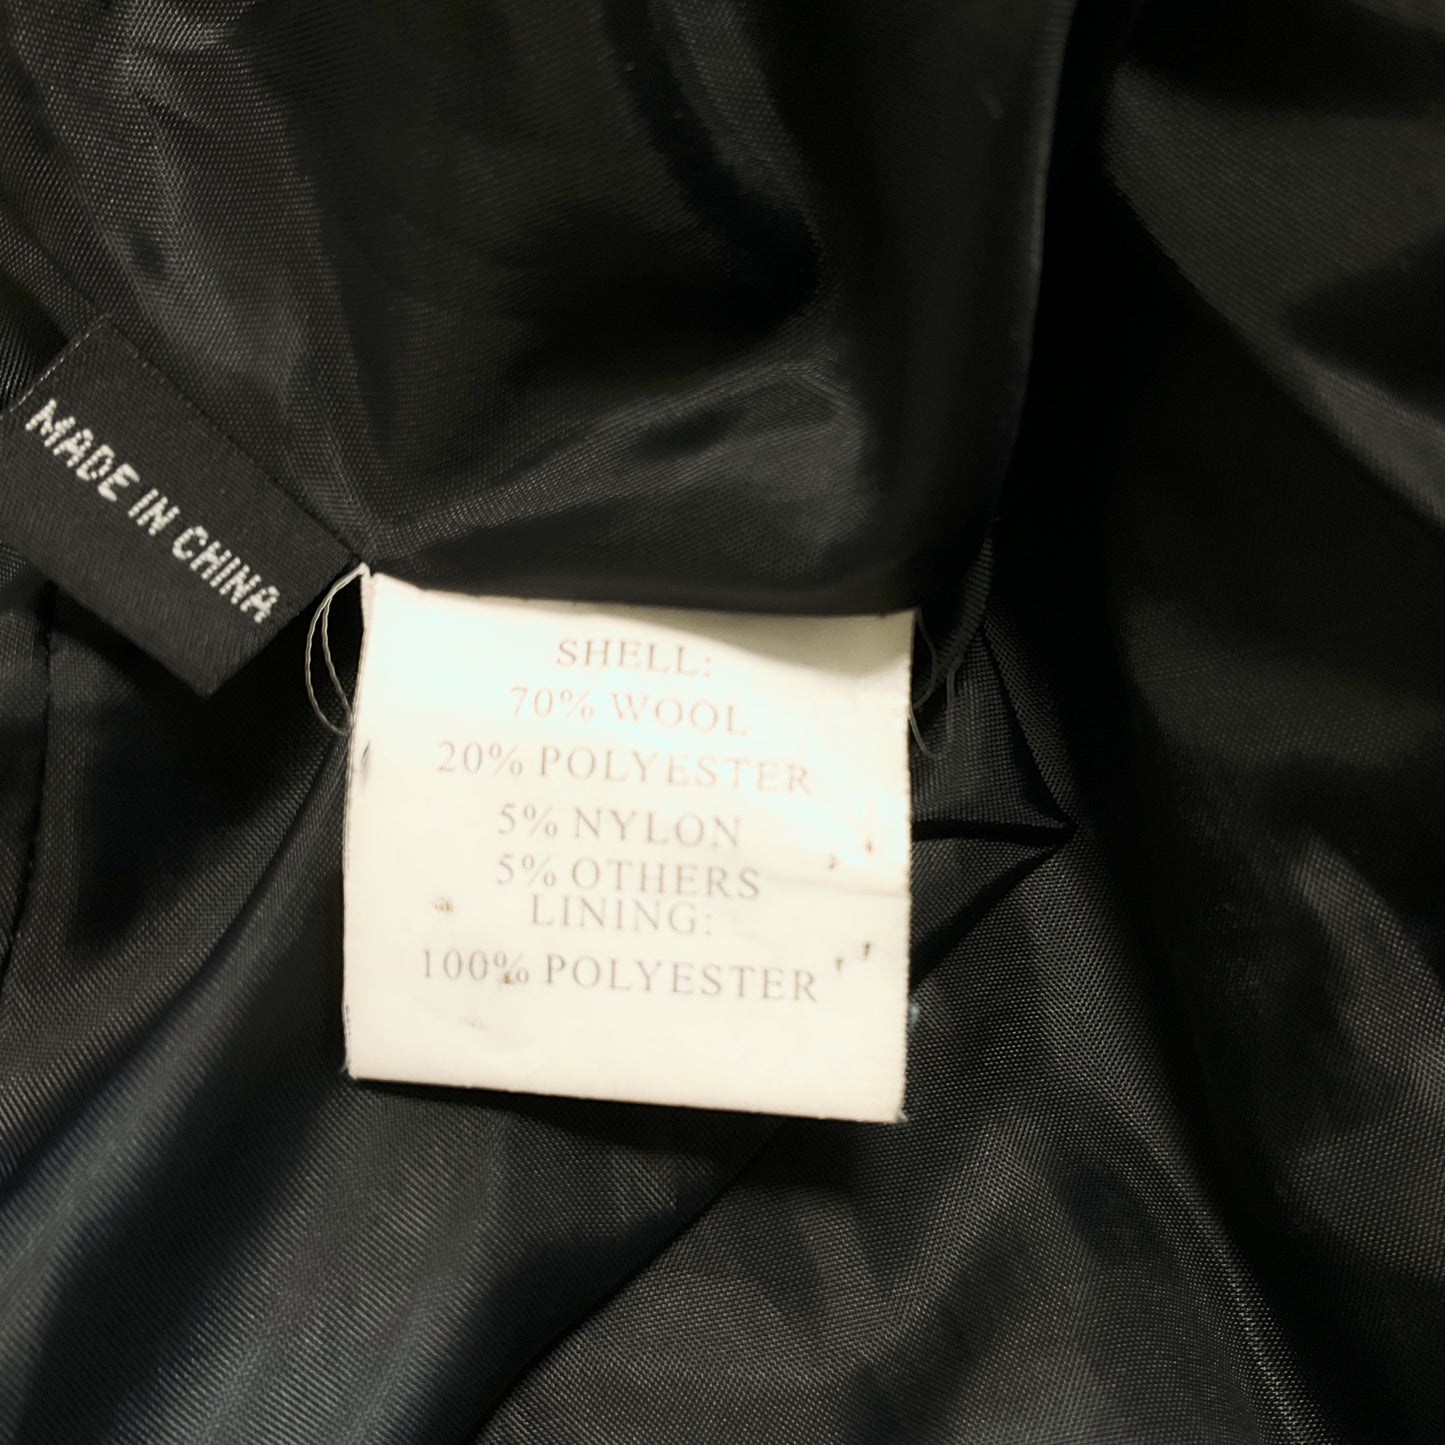 MADE IN CHINA
SHELL:
70% WOOL
20% POLYESTER
5% NYLON
5% OTHERS
LINING:
100% POLYESTER